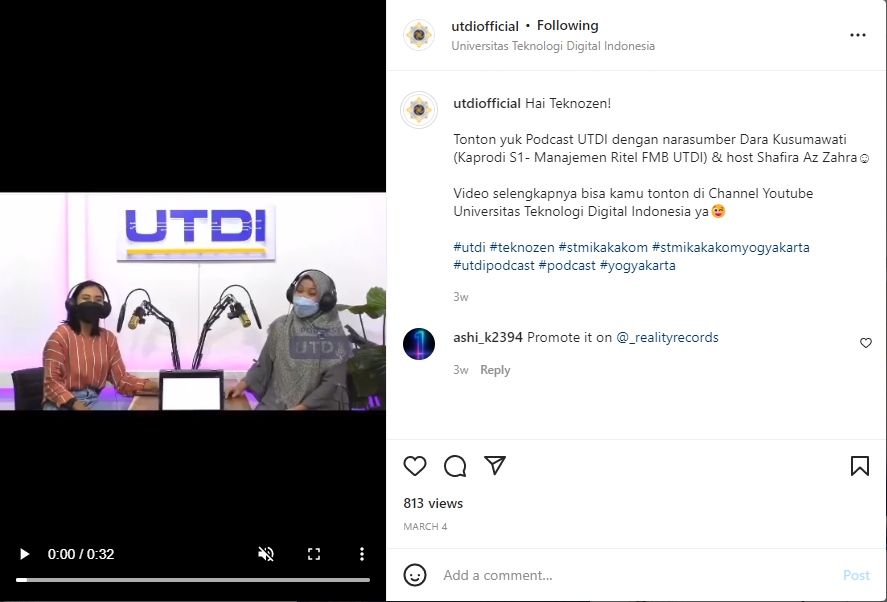 UTDI
PODCAST
UTDI
0:00 / 0:32
utdiofficial • Following
Universitas Teknologi Digital Indonesia
utdiofficial Hai Teknozen!
Tonton yuk Podcast UTDI dengan narasumber Dara Kusumawati
(Kaprodi S1- Manajemen Ritel FMB UTDI) & host Shafira Az Zahra☺
Video selengkapnya bisa kamu tonton di Channel Youtube
Universitas Teknologi Digital Indonesia ya🥰
#utdi #teknozen #stmikakakom #stmikakakomyogyakarta
#utdipodcast #podcast #yogyakarta
3w
ashi_k2394 Promote it on @_realityrecords
3w Reply
813 views
MARCH 4
Add a comment...
Post